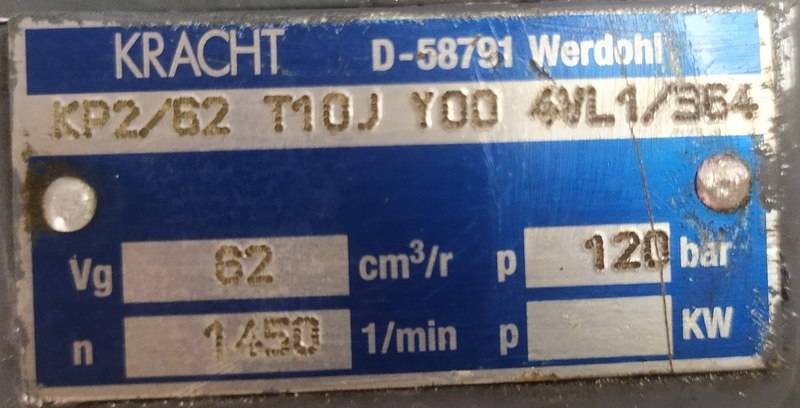 KRACHT D-58791 Werdohl
KP2/62 T10J Y00 4VL1/364
Vg 62 cm³/r p 120 bar
n 1450 1/min p KW